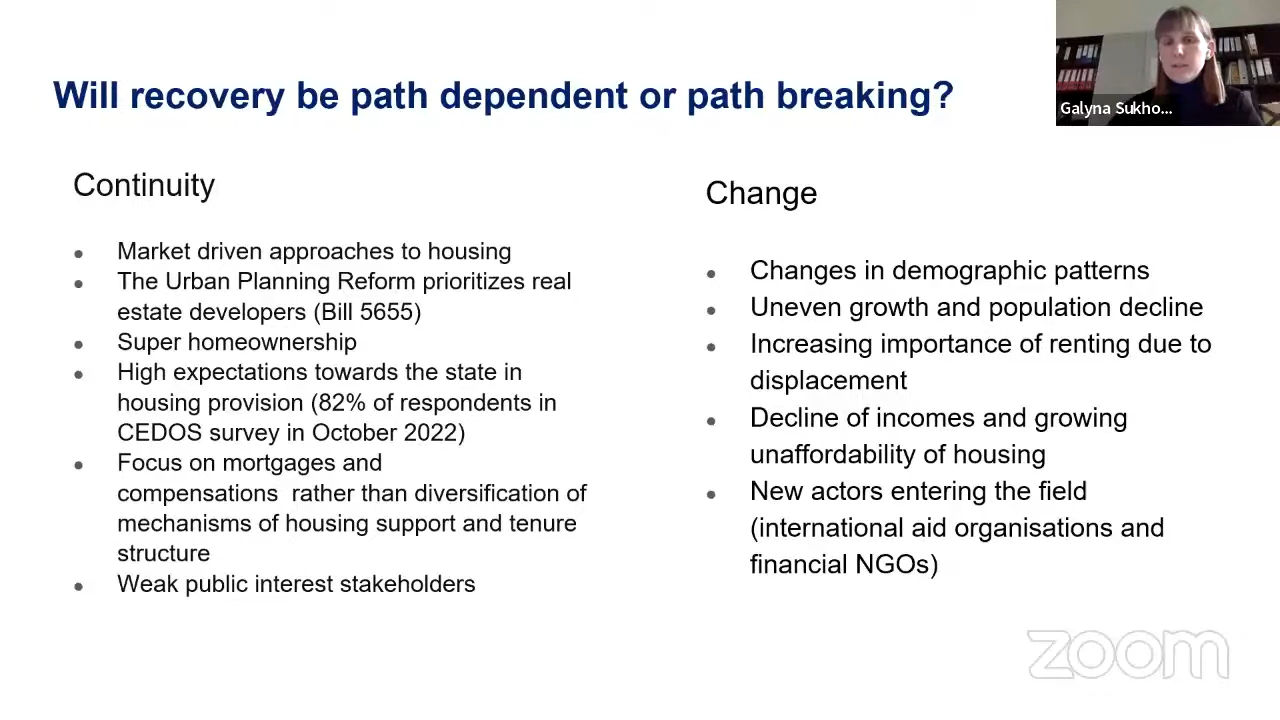 Will recovery be path dependent or path breaking?
Galyna Sukho...
Continuity
Market driven approaches to housing
The Urban Planning Reform prioritizes real
estate developers (Bill 5655)
Super homeownership
High expectations towards the state in
housing provision (82% of respondents in
CEDOS survey in October 2022)
Focus on mortgages and
compensations  rather than diversification of
mechanisms of housing support and tenure
structure
Weak public interest stakeholders
Change
Changes in demographic patterns
Uneven growth and population decline
Increasing importance of renting due to
displacement
Decline of incomes and growing
unaffordability of housing
New actors entering the field
(international aid organisations and
financial NGOs)
zoom